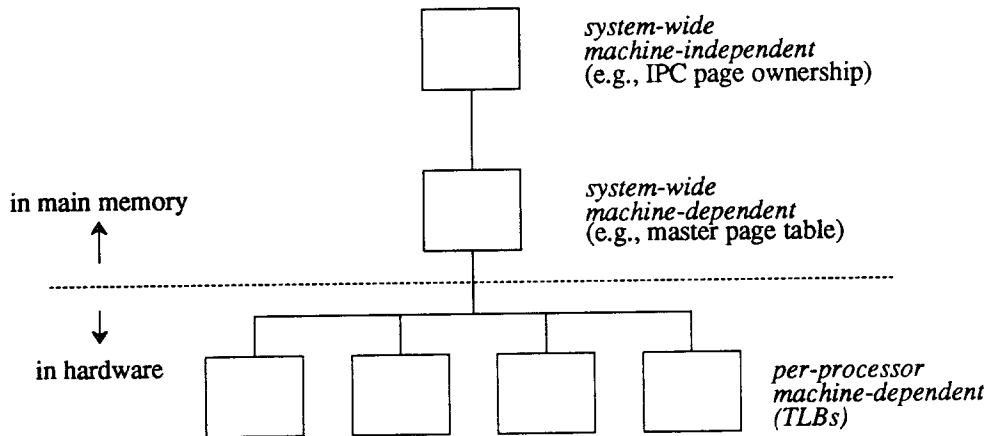 system-wide
machine-independent
(e.g., IPC page ownership)
in main memory
system-wide
machine-dependent
(e.g., master page table)
in hardware
per-processor
machine-dependent
(TLBs)